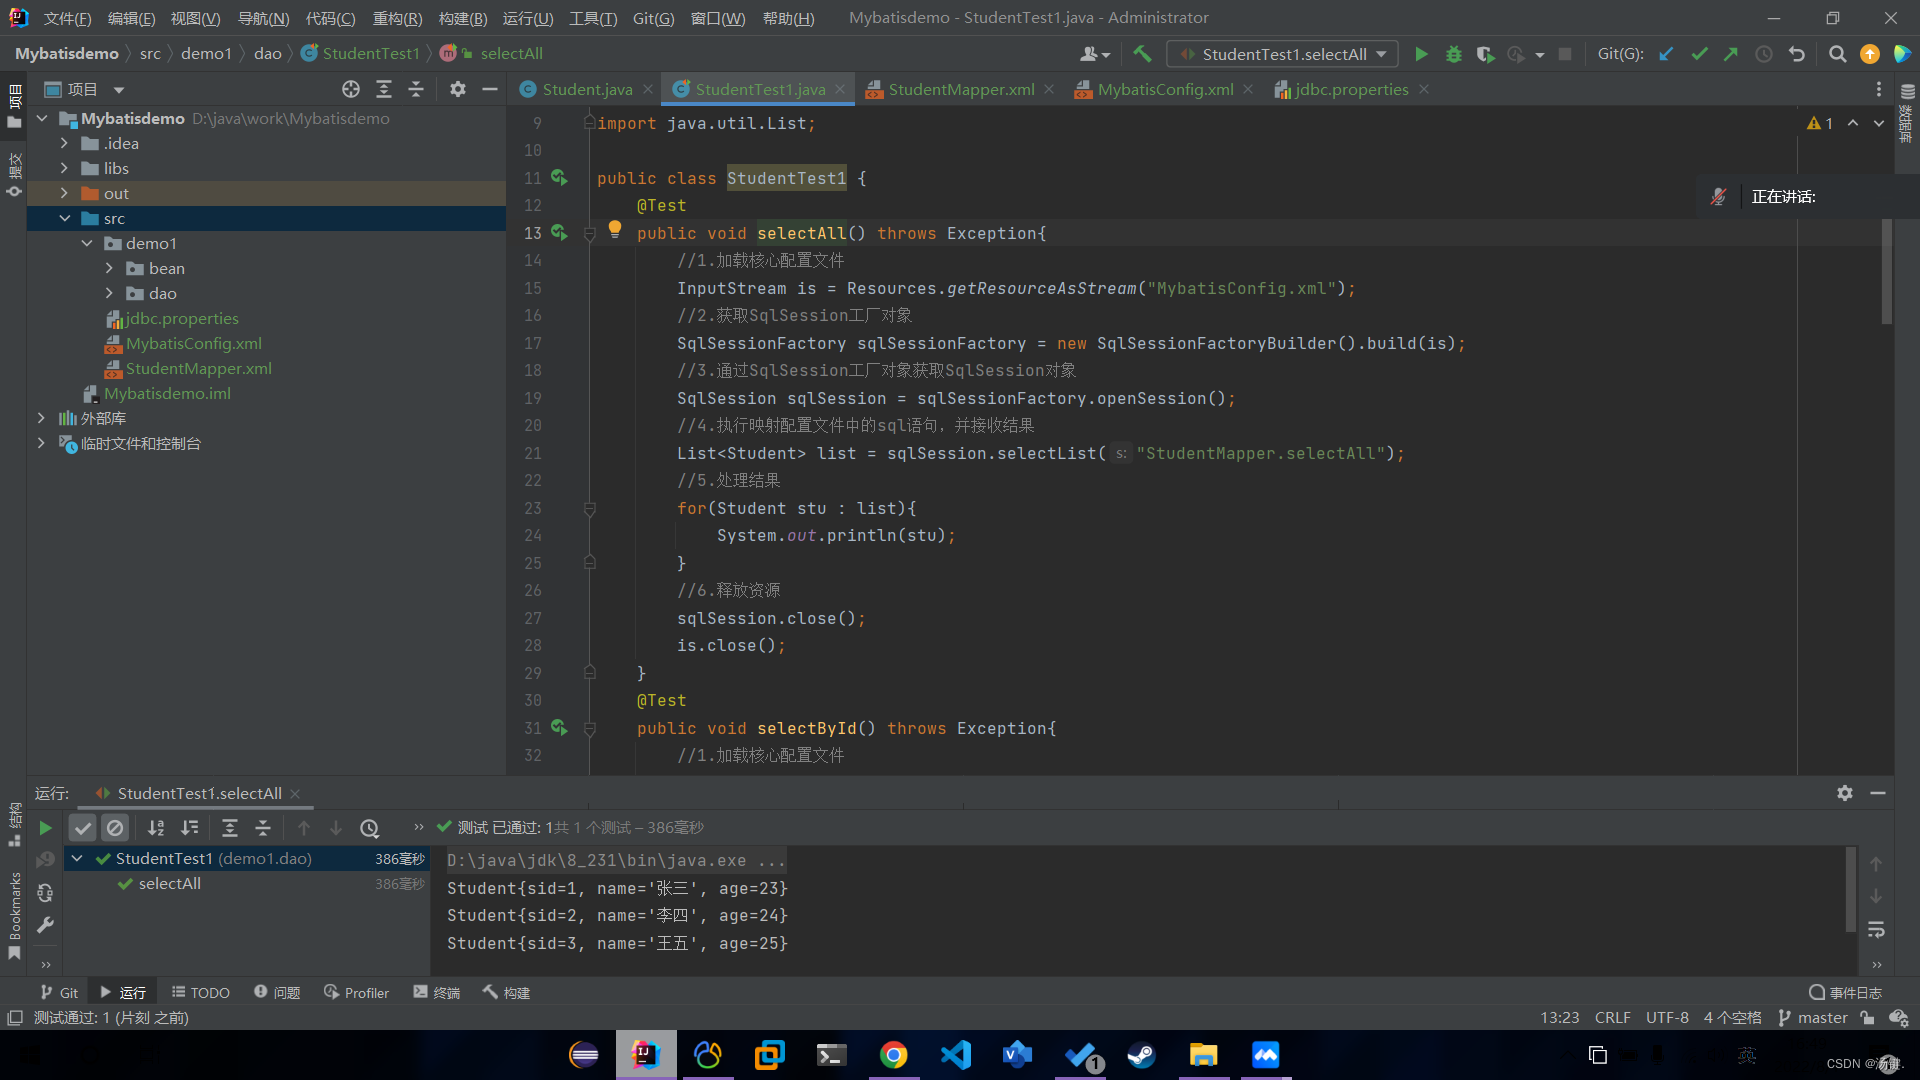 文件(F) 编辑(E) 视图(V) 导航(N) 代码(C) 重构(R) 构建(B) 运行(U) 工具(T) Git(G) 窗口(W) 帮助(H) Mybatisdemo - StudentTest1.java - Administrator
Mybatisdemo src demo1 dao StudentTest1 m selectAll StudentTest1.selectAll Git(G):
项目 Student.java StudentTest1.java StudentMapper.xml MybatisConfig.xml jdbc.properties
项目
提交
结构
Bookmarks
数据库
Mybatisdemo D:\java\work\Mybatisdemo
.idea
libs
out
src
demo1
bean
dao
jdbc.properties
MybatisConfig.xml
StudentMapper.xml
Mybatisdemo.iml
外部库
临时文件和控制台
1
正在讲话:
9 import java.util.List;
10
11 public class StudentTest1 {
12 @Test
13 public void selectAll() throws Exception{
14 //1.加载核心配置文件
15 InputStream is = Resources.getResourceAsStream("MybatisConfig.xml");
16 //2.获取SqlSession工厂对象
17 SqlSessionFactory sqlSessionFactory = new SqlSessionFactoryBuilder().build(is);
18 //3.通过SqlSession工厂对象获取SqlSession对象
19 SqlSession sqlSession = sqlSessionFactory.openSession();
20 //4.执行映射配置文件中的sql语句，并接收结果
21 List<Student> list = sqlSession.selectList( s: "StudentMapper.selectAll");
22 //5.处理结果
23 for(Student stu : list){
24 System.out.println(stu);
25 }
26 //6.释放资源
27 sqlSession.close();
28 is.close();
29 }
30 @Test
31 public void selectById() throws Exception{
32 //1.加载核心配置文件
运行: StudentTest1.selectAll
测试 已通过: 1共 1 个测试 – 386毫秒
StudentTest1 (demo1.dao) 386毫秒
selectAll 386毫秒
D:\java\jdk\8_231\bin\java.exe ...
Student{sid=1, name='张三', age=23}
Student{sid=2, name='李四', age=24}
Student{sid=3, name='王五', age=25}
Git 运行 TODO 问题 Profiler 终端 构建 事件日志
测试通过: 1 (片刻 之前) 13:23 CRLF UTF-8 4 个空格 master
1
英
CSDN @汤键.